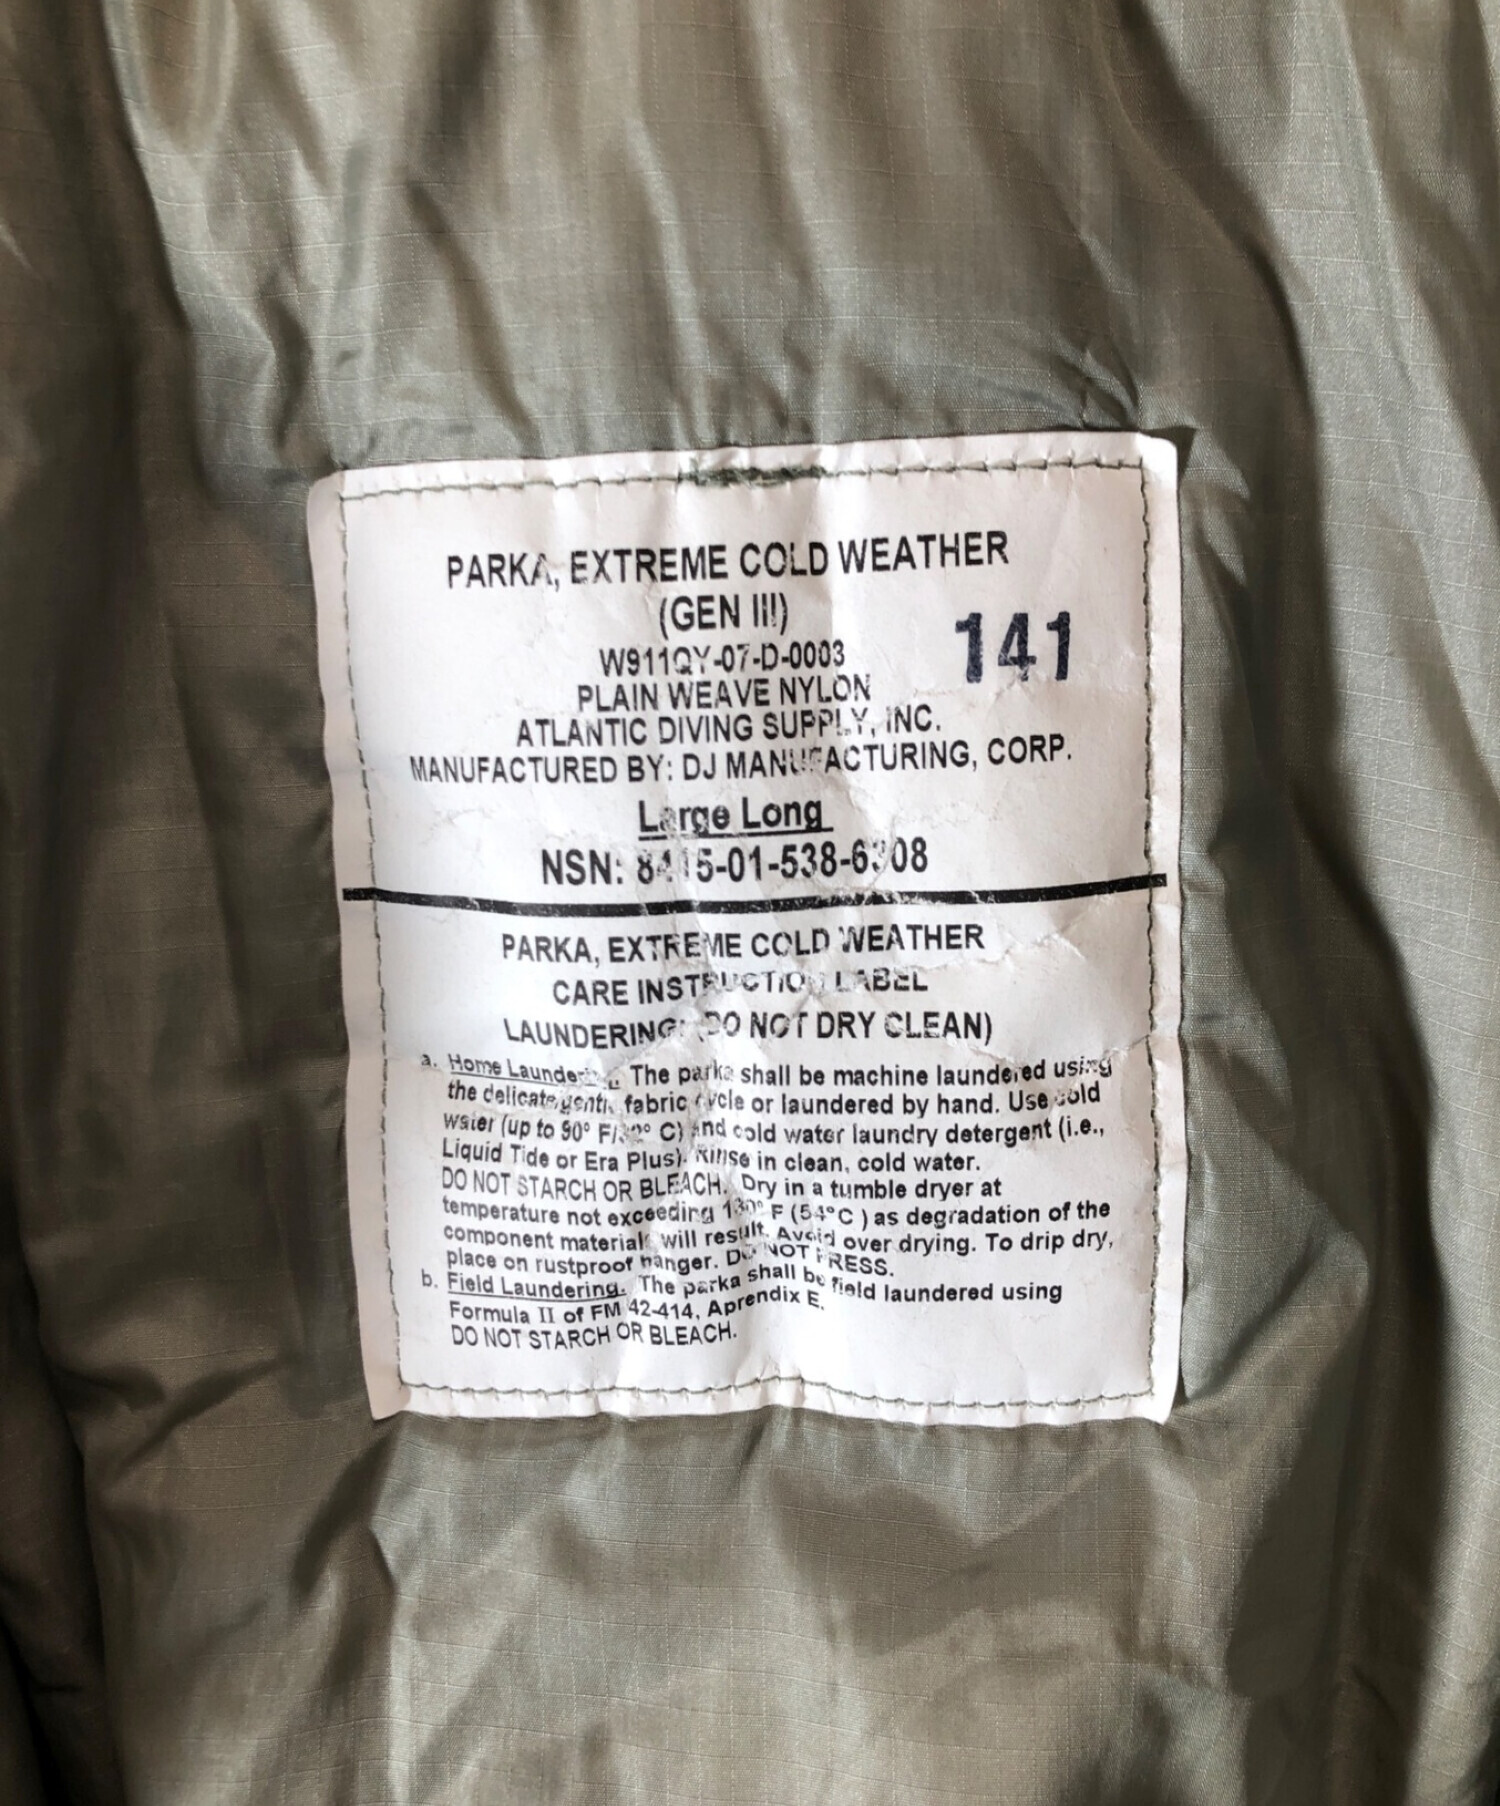 PARKA, EXTREME COLD WEATHER
(GEN III)
141
W911QY-07-D-0003
PLAIN WEAVE NYLON
ATLANTIC DIVING SUPPLY, INC.
MANUFACTURED BY: DJ MANUFACTURING, CORP.
Large Long
NSN: 8415-01-538-6308
PARKA, EXTREME COLD WEATHER
CARE INSTRUCTION LABEL
LAUNDERING: (DO NOT DRY CLEAN)
a. Home Laundering. The parka shall be machine laundered using
the delicate/gentle fabric cycle or laundered by hand. Use cold
water (up to 90° F/32° C) and cold water laundry detergent (i.e.,
Liquid Tide or Era Plus). Rinse in clean, cold water.
DO NOT STARCH OR BLEACH. Dry in a tumble dryer at
temperature not exceeding 130° F (54°C ) as degradation of the
component material will result. Avoid over drying. To drip dry,
place on rustproof hanger. DO NOT PRESS.
b. Field Laundering. The parka shall be field laundered using
Formula II of FM 42-414, Appendix E.
DO NOT STARCH OR BLEACH.